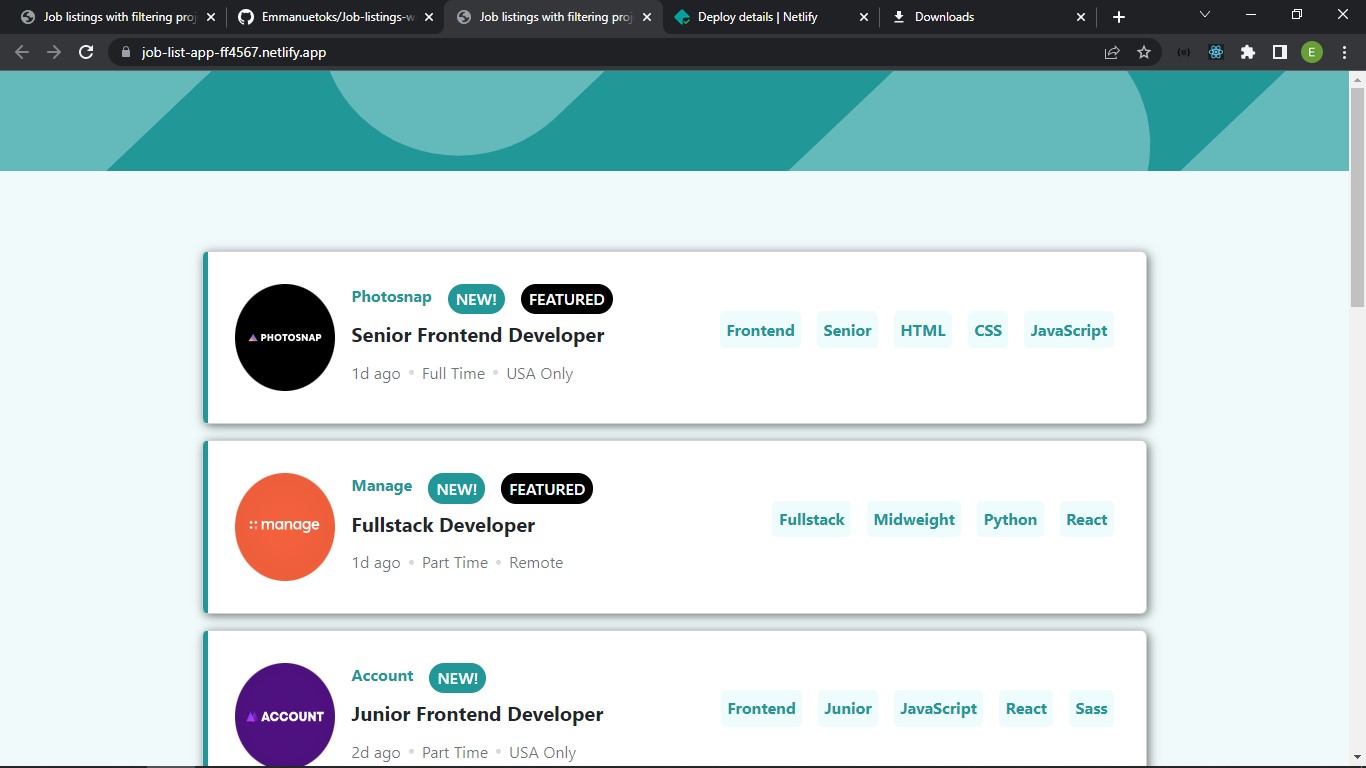 Job listings with filtering proj
Emmanuetoks/Job-listings-w
Job listings with filtering proj
Deploy details | Netlify
Downloads
job-list-app-ff4567.netlify.app
E
PHOTOSNAP
Photosnap NEW! FEATURED
Senior Frontend Developer
1d ago • Full Time • USA Only
Frontend Senior HTML CSS JavaScript
manage
Manage NEW! FEATURED
Fullstack Developer
1d ago • Part Time • Remote
Fullstack Midweight Python React
ACCOUNT
Account NEW!
Junior Frontend Developer
2d ago • Part Time • USA Only
Frontend Junior JavaScript React Sass